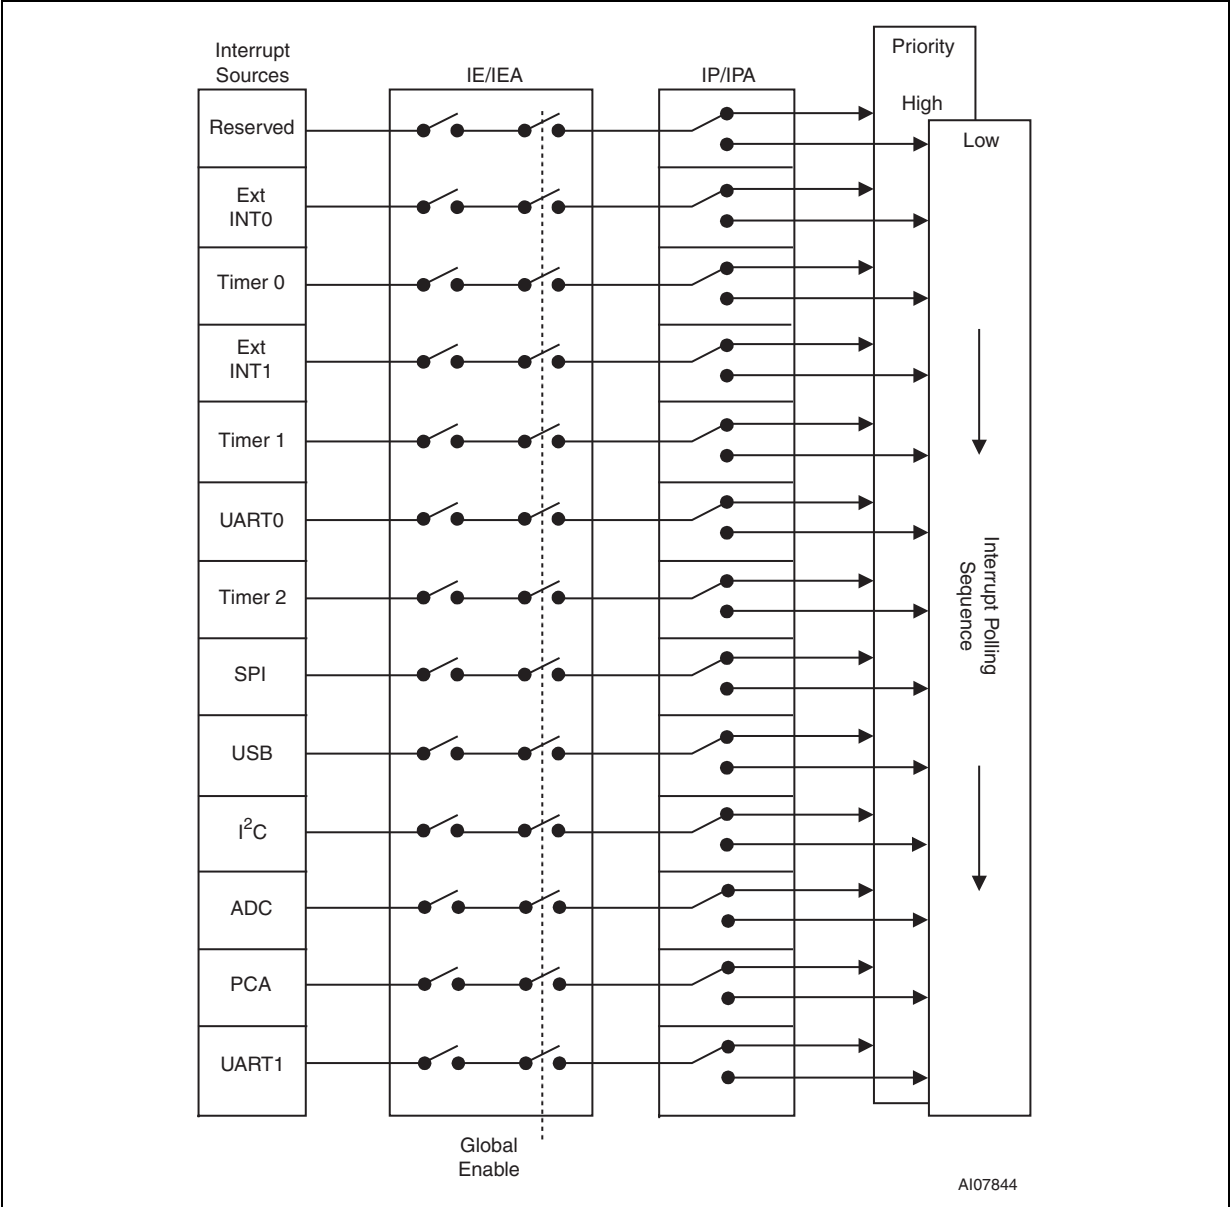 Interrupt
Sources
IE/IEA
IP/IPA
Priority
High
Low
Reserved
Ext
INT0
Timer 0
Ext
INT1
Timer 1
UART0
Timer 2
SPI
USB
I²C
ADC
PCA
UART1
Interrupt Polling
Sequence
Global
Enable
AI07844